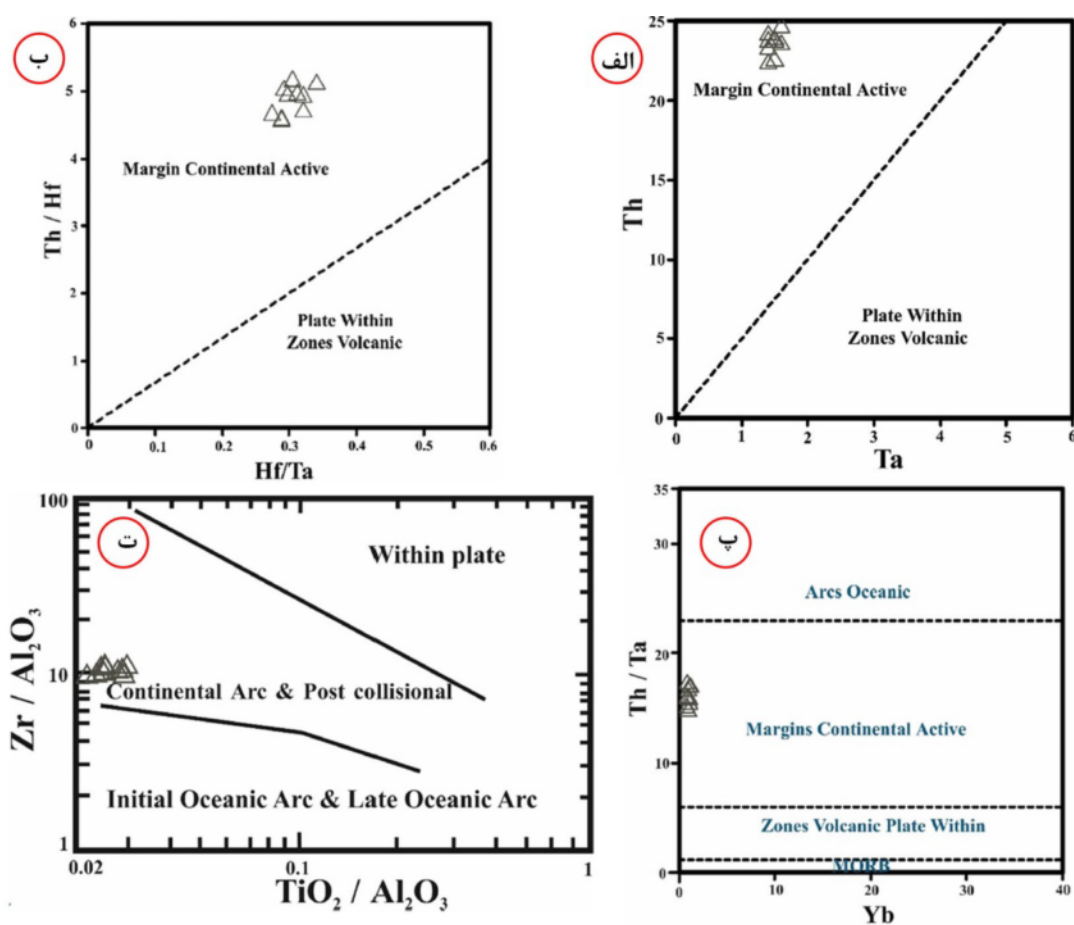 ب
6
5
4
3
2
1
0
Th / Hf
Margin Continental Active
Plate Within
Zones Volcanic
0
0.1
0.2
0.3
0.4
0.5
0.6
Hf/Ta
الف
25
20
15
10
5
0
Th
Margin Continental Active
Plate Within
Zones Volcanic
0
1
2
3
4
5
6
Ta
ت
100
10
1
Zr / Al₂O₃
Within plate
Continental Arc & Post collisional
Initial Oceanic Arc & Late Oceanic Arc
0.02
0.1
1
TiO₂ / Al₂O₃
پ
35
30
20
10
0
Th / Ta
Arcs Oceanic
Margins Continental Active
Zones Volcanic Plate Within
MORB
0
10
20
30
40
Yb